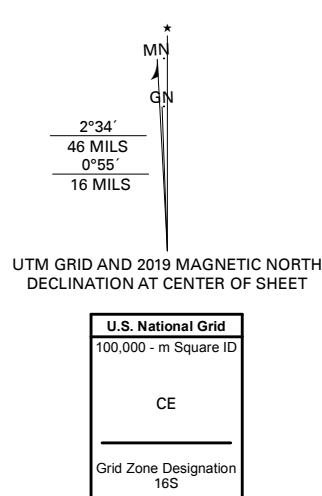 MN
GN
2°34´
46 MILS
0°55´
16 MILS
UTM GRID AND 2019 MAGNETIC NORTH
DECLINATION AT CENTER OF SHEET
U.S. National Grid
100,000 - m Square ID
CE
Grid Zone Designation
16S